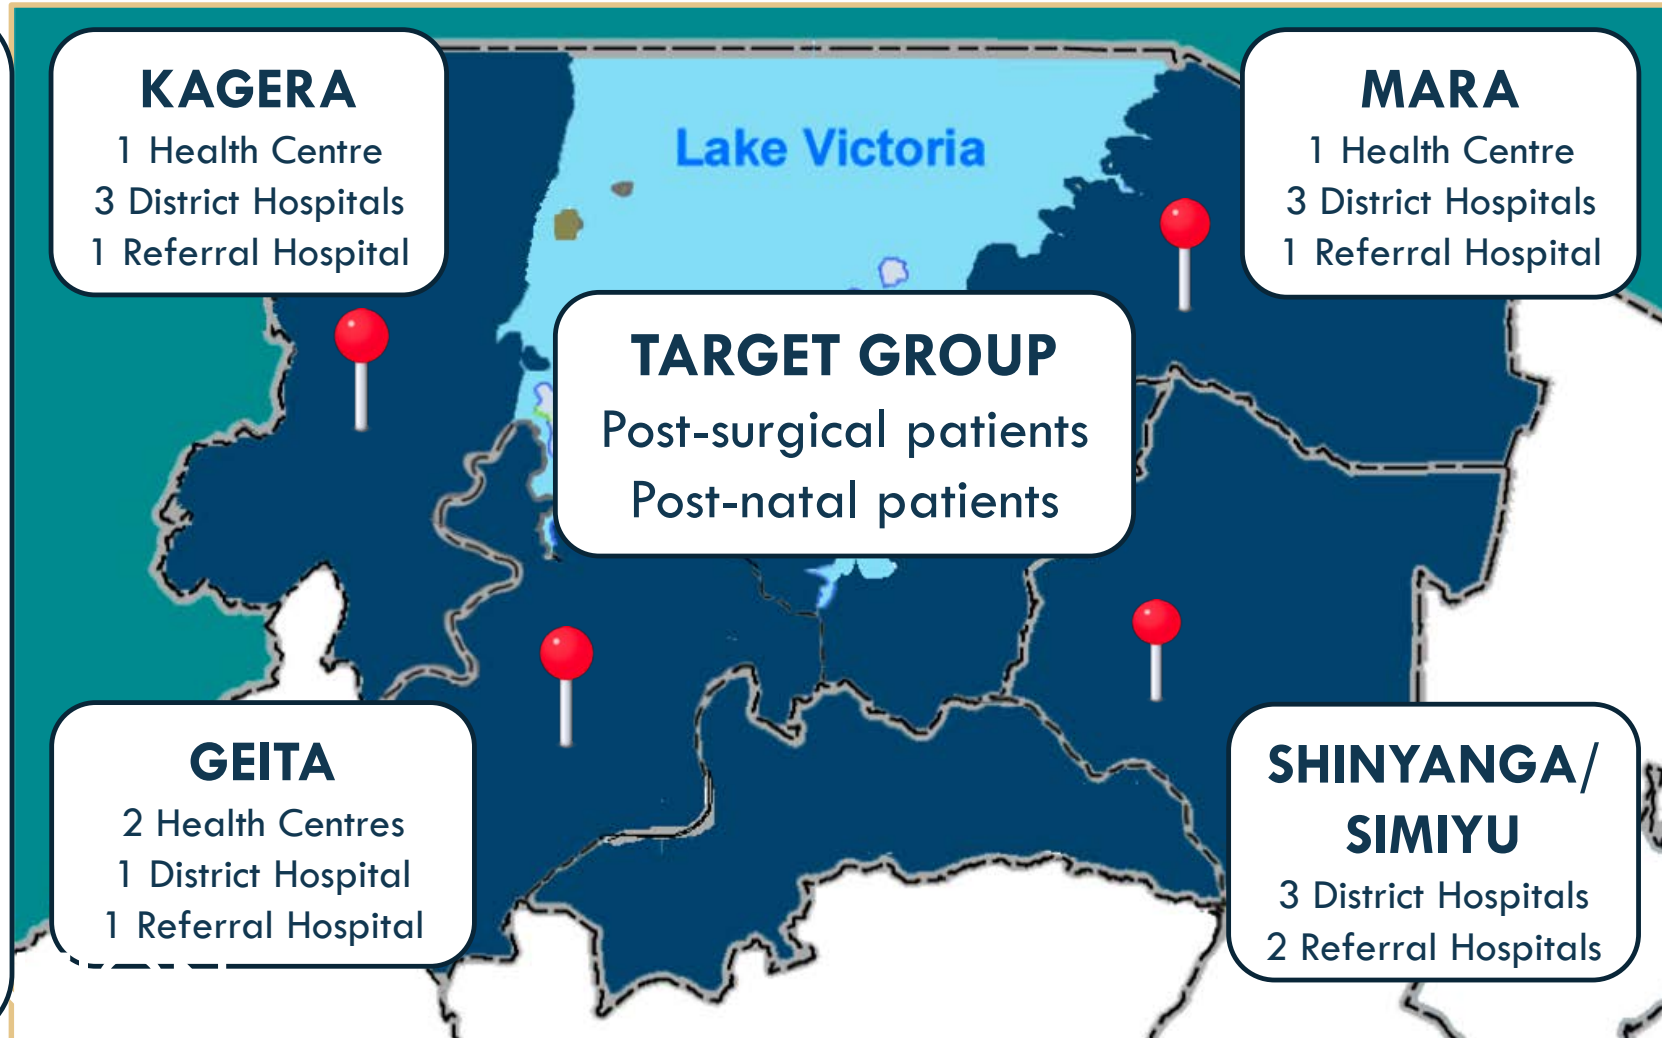 KAGERA
1 Health Centre
3 District Hospitals
1 Referral Hospital
Lake Victoria
MARA
1 Health Centre
3 District Hospitals
1 Referral Hospital
TARGET GROUP
Post-surgical patients
Post-natal patients
GEITA
2 Health Centres
1 District Hospital
1 Referral Hospital
SHINYANGA/
SIMIYU
3 District Hospitals
2 Referral Hospitals